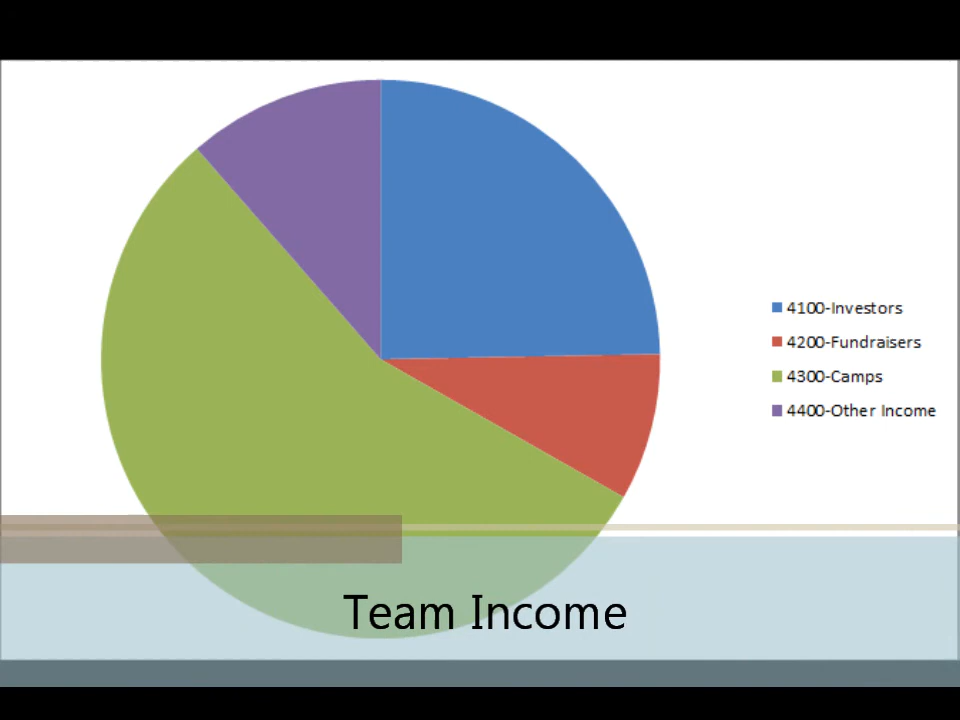 4100-Investors
4200-Fundraisers
4300-Camps
4400-Other Income
Team Income